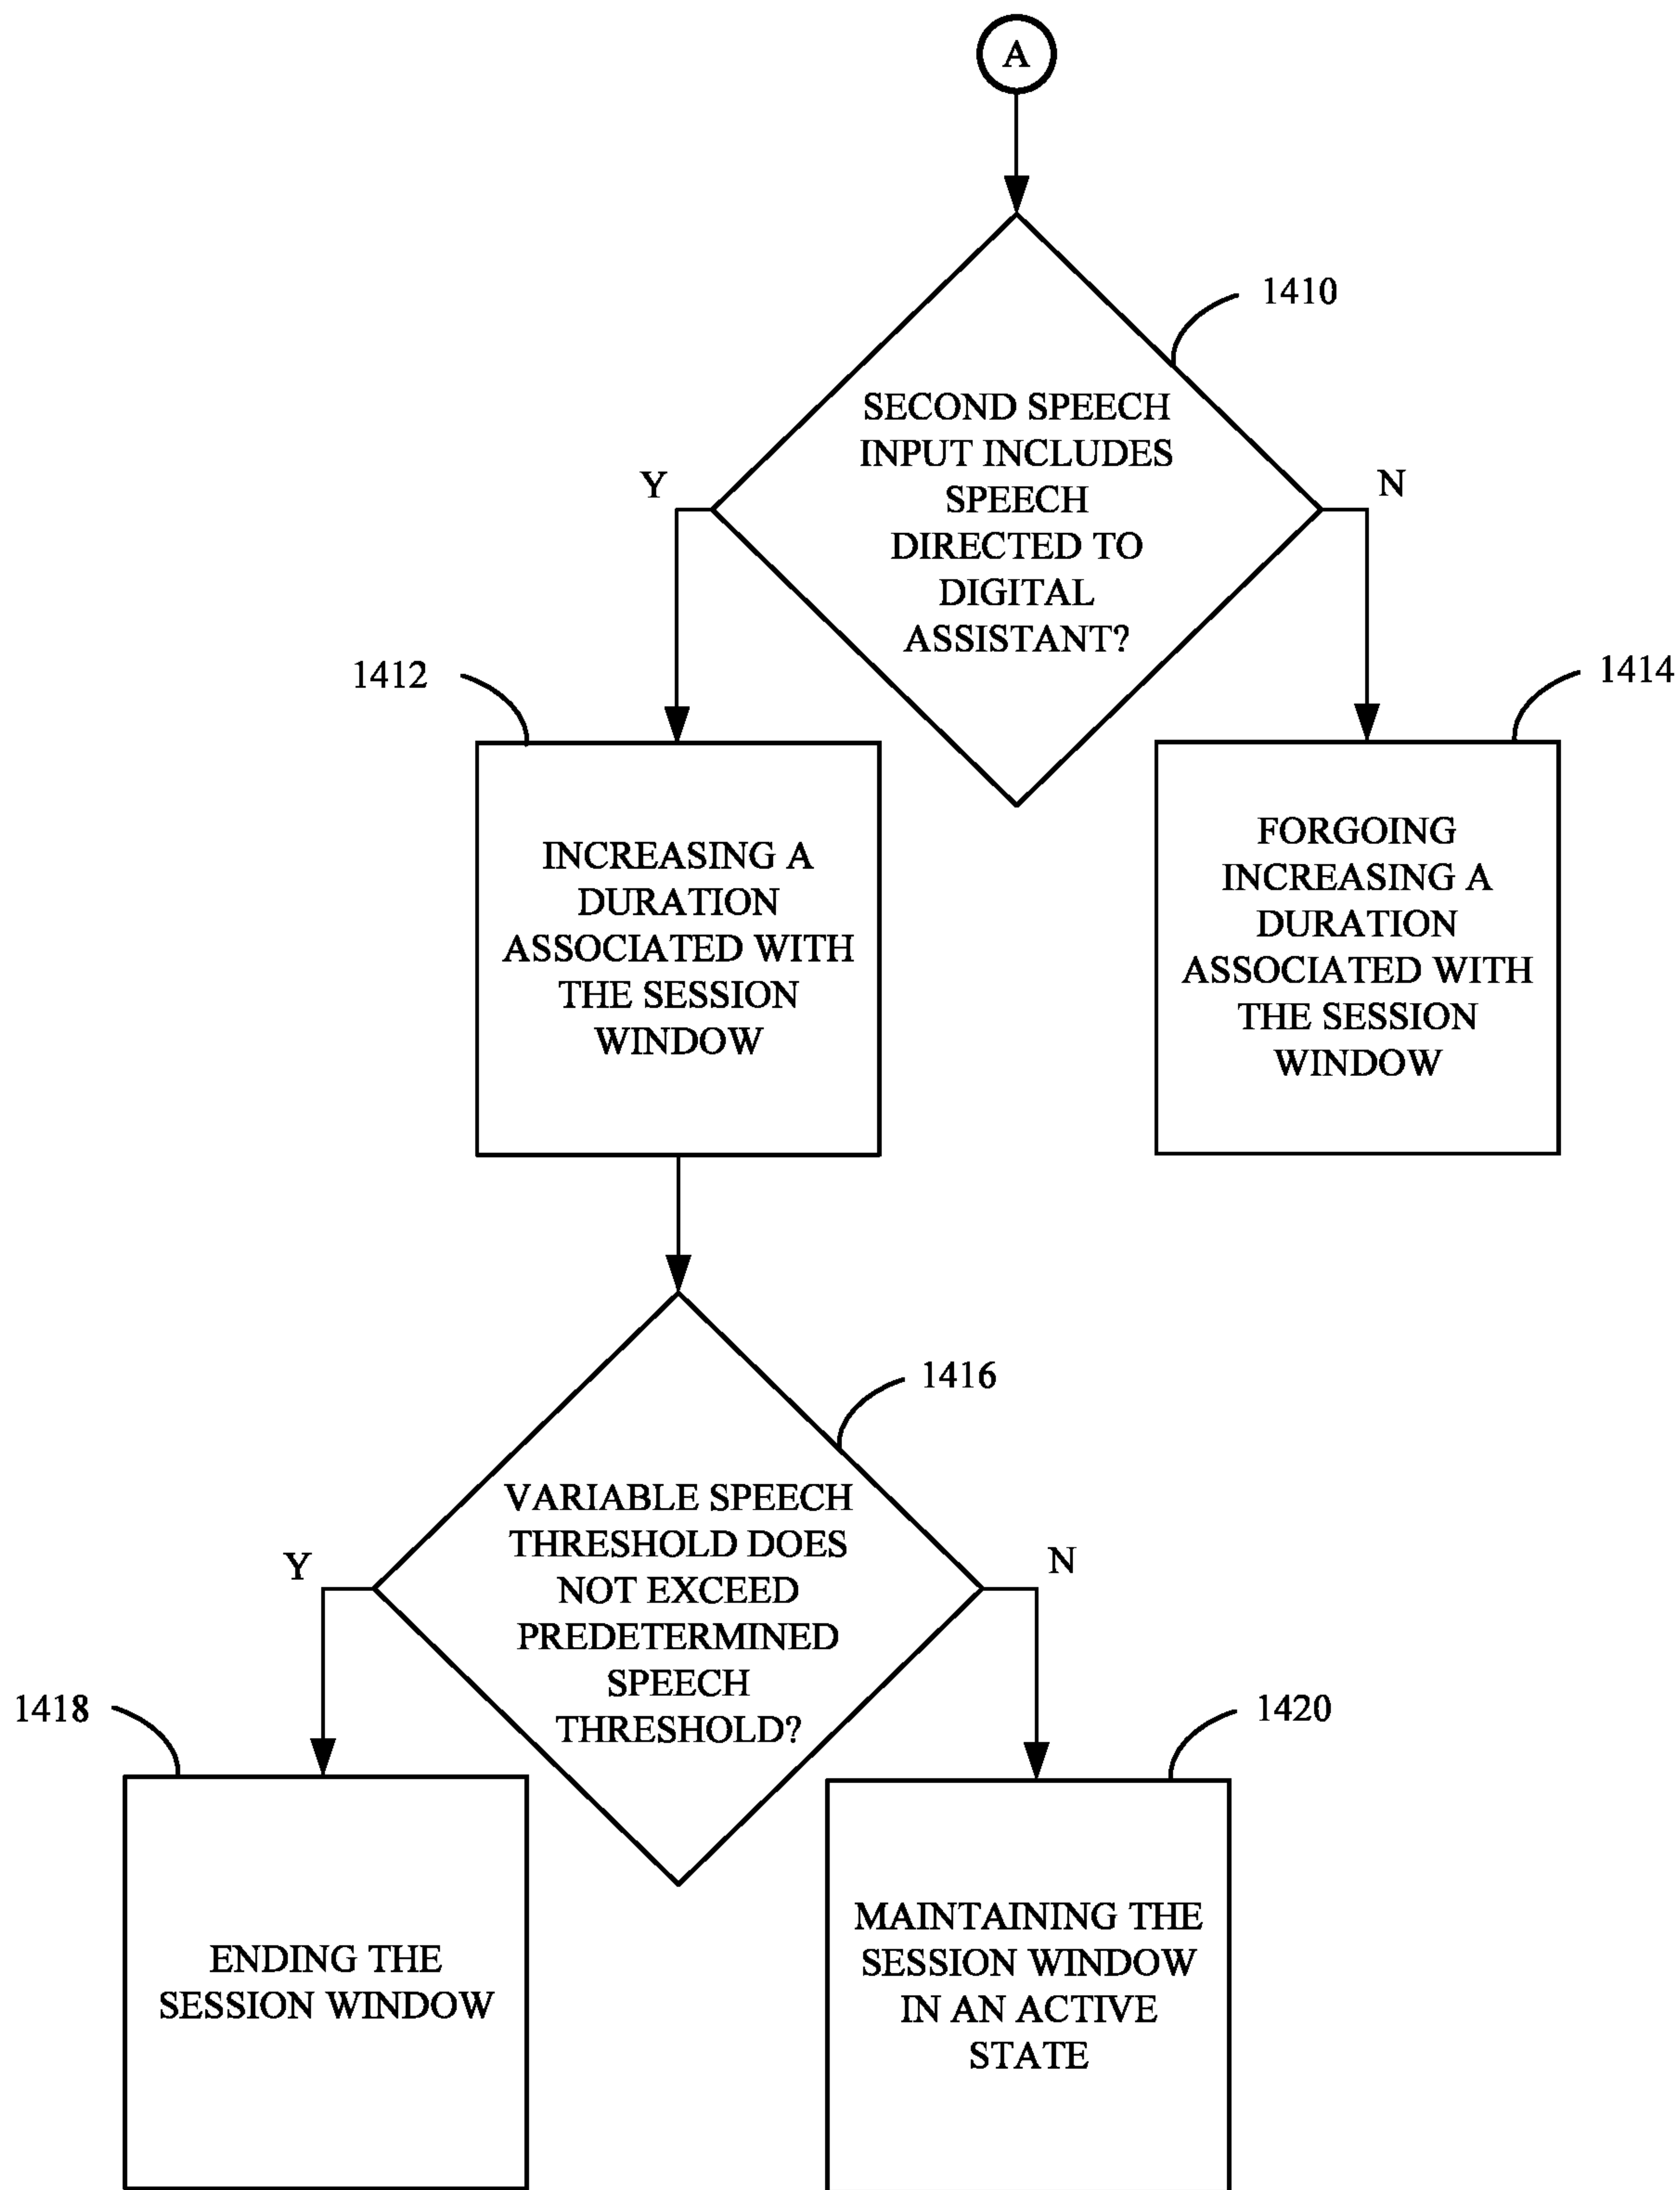 A
1410
SECOND SPEECH
INPUT INCLUDES
SPEECH
DIRECTED TO
DIGITAL
ASSISTANT?
Y
N
1412
1414
INCREASING A
DURATION
ASSOCIATED WITH
THE SESSION
WINDOW
FORGOING
INCREASING A
DURATION
ASSOCIATED WITH
THE SESSION
WINDOW
1416
VARIABLE SPEECH
THRESHOLD DOES
NOT EXCEED
PREDETERMINED
SPEECH
THRESHOLD?
Y
N
1418
1420
ENDING THE
SESSION WINDOW
MAINTAINING THE
SESSION WINDOW
IN AN ACTIVE
STATE